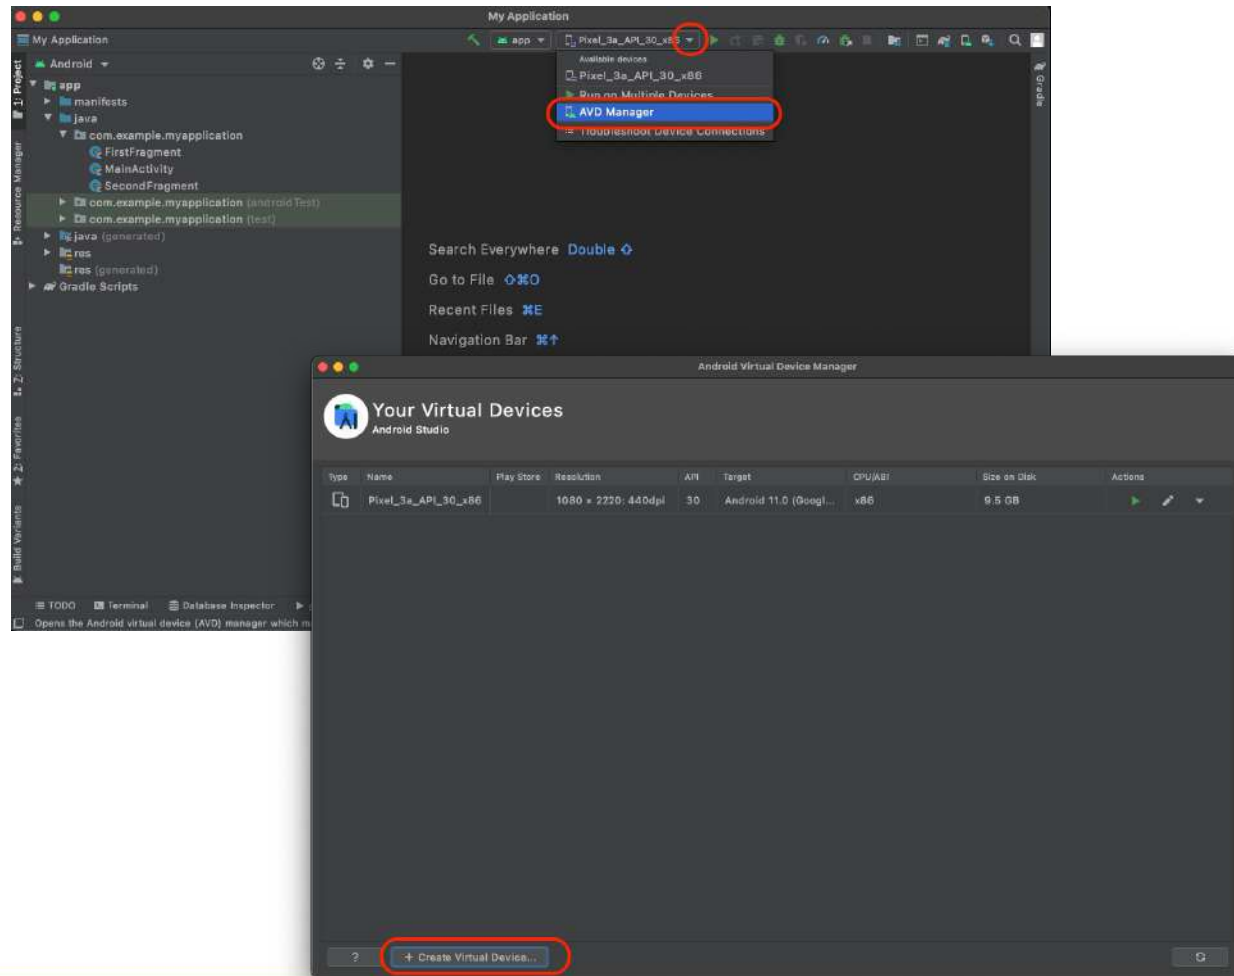 My Application
My Application
app
Pixel_3a_API_30_x86
Available devices
Pixel_3a_API_30_x86
Run on Multiple Devices
AVD Manager
Troubleshoot Device Connections
1: Project
Resource Manager
Z: Structure
2: Favorites
Build Variants
Gradle
Android
app
manifests
java
com.example.myapplication
FirstFragment
MainActivity
SecondFragment
com.example.myapplication (androidTest)
com.example.myapplication (test)
java (generated)
res
res (generated)
Gradle Scripts
Search Everywhere Double ⇧
Go to File ⇧⌘O
Recent Files ⌘E
Navigation Bar ⌘↑
TODO
Terminal
Database Inspector
Opens the Android virtual device (AVD) manager which
Android Virtual Device Manager
Your Virtual Devices
Android Studio
Type Name Play Store Resolution API Target CPU/ABI Size on Disk Actions
Pixel_3a_API_30_x86 1080 × 2220: 440dpi 30 Android 11.0 (Googl... x86 9.5 GB
?
+ Create Virtual Device...